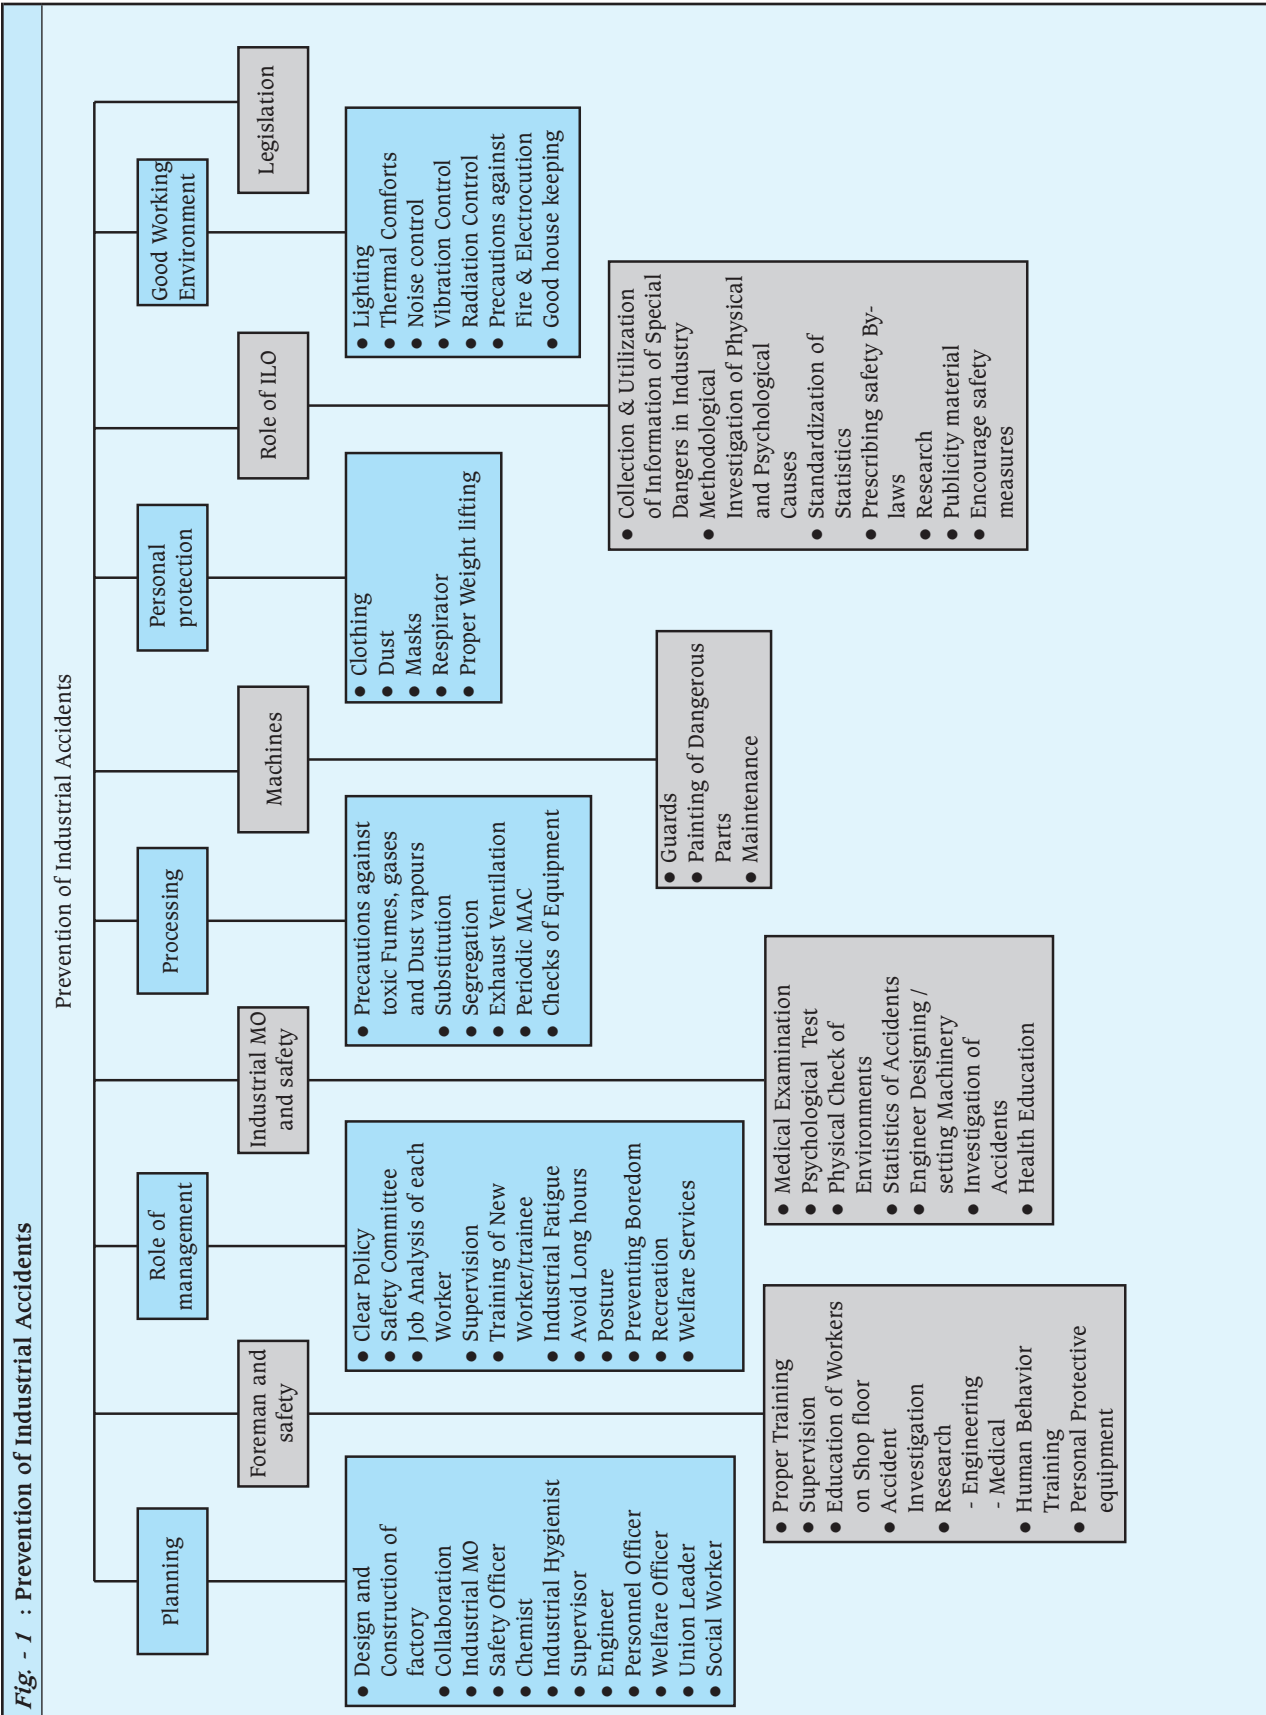 Fig. - 1 : Prevention of Industrial Accidents
Prevention of Industrial Accidents
Planning
● Design and
Construction of
factory
● Collaboration
● Industrial MO
● Safety Officer
● Chemist
● Industrial Hygienist
● Supervisor
● Engineer
● Personnel Officer
● Welfare Officer
● Union Leader
● Social Worker
Foreman and
safety
● Proper Training
● Supervision
● Education of Workers
on Shop floor
● Accident
Investigation
● Research
- Engineering
- Medical
● Human Behavior
Training
● Personal Protective
equipment
Role of
management
● Clear Policy
● Safety Committee
● Job Analysis of each
Worker
● Supervision
● Training of New
Worker/trainee
● Industrial Fatigue
● Avoid Long hours
● Posture
● Preventing Boredom
● Recreation
● Welfare Services
Industrial MO
and safety
● Medical Examination
● Psychological Test
● Physical Check of
Environments
● Statistics of Accidents
● Engineer Designing /
setting Machinery
● Investigation of
Accidents
● Health Education
Processing
● Precautions against
toxic Fumes, gases
and Dust vapours
● Substitution
● Segregation
● Exhaust Ventilation
● Periodic MAC
● Checks of Equipment
Machines
● Guards
● Painting of Dangerous
Parts
● Maintenance
Personal
protection
● Clothing
● Dust
● Masks
● Respirator
● Proper Weight lifting
Role of ILO
● Collection & Utilization
of Information of Special
Dangers in Industry
● Methodological
Investigation of Physical
and Psychological
Causes
● Standardization of
Statistics
● Prescribing safety By-
laws
● Research
● Publicity material
● Encourage safety
measures
Good Working
Environment
● Lighting
● Thermal Comforts
● Noise control
● Vibration Control
● Radiation Control
● Precautions against
Fire & Electrocution
● Good house keeping
Legislation